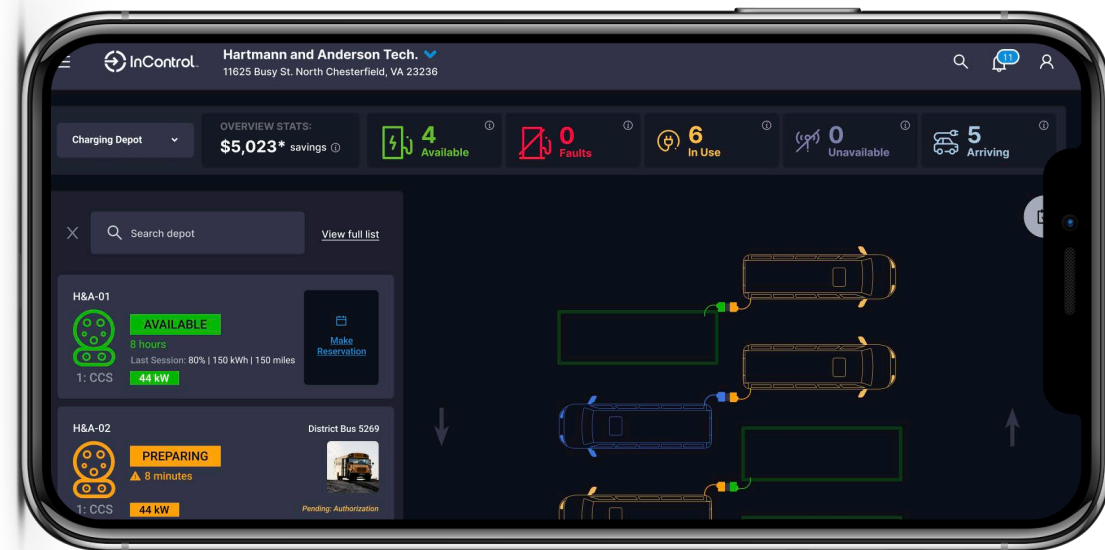 InControl
Hartmann and Anderson Tech.
11625 Busy St. North Chesterfield, VA 23236
11
Charging Depot
OVERVIEW STATS:
$5,023* savings
4
Available
0
Faults
6
In Use
0
Unavailable
5
Arriving
Search depot
View full list
H&A-01
AVAILABLE
8 hours
Last Session: 80% | 150 kWh | 150 miles
1: CCS
44 kW
Make
Reservation
H&A-02
District Bus 5269
PREPARING
8 minutes
1: CCS
44 kW
Pending: Authorization